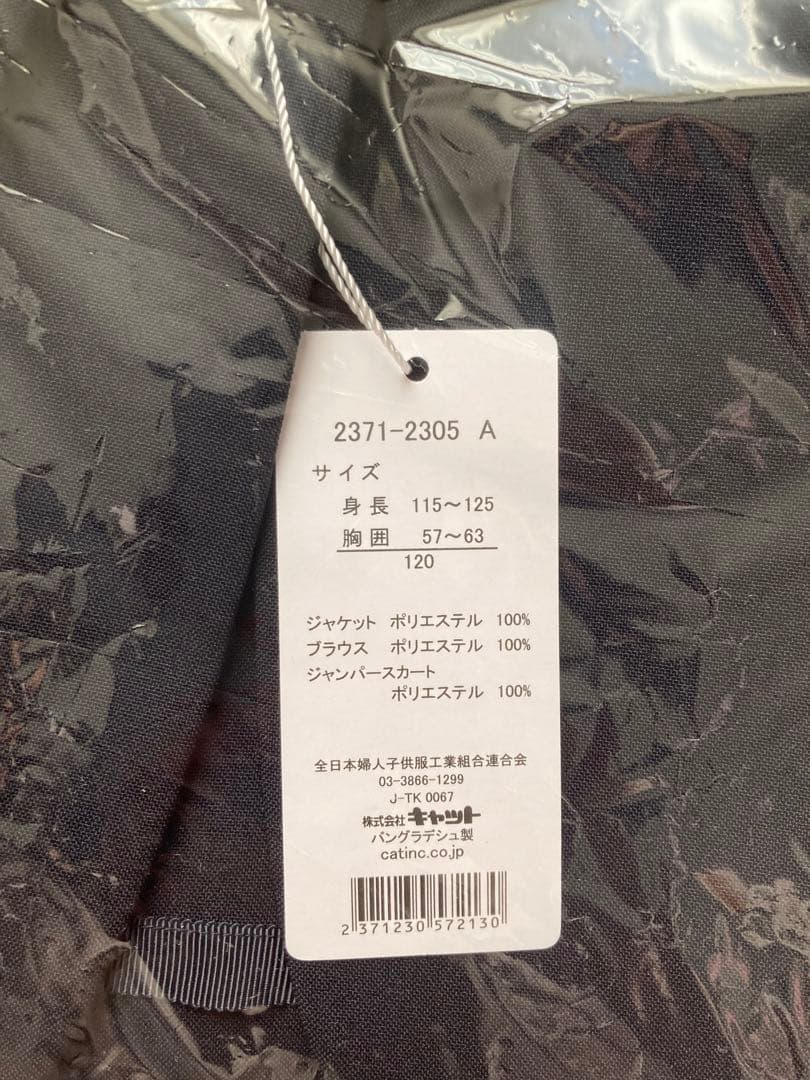 2371-2305 A
サイズ
身長 115～125
胸囲 57～63
120
ジャケット ポリエステル 100%
ブラウス ポリエステル 100%
ジャンパースカート
ポリエステル 100%
全日本婦人子供服工業組合連合会
03-3866-1299
J-TK 0067
株式会社キャット
バングラデシュ製
catinc.co.jp
2 371230 572130